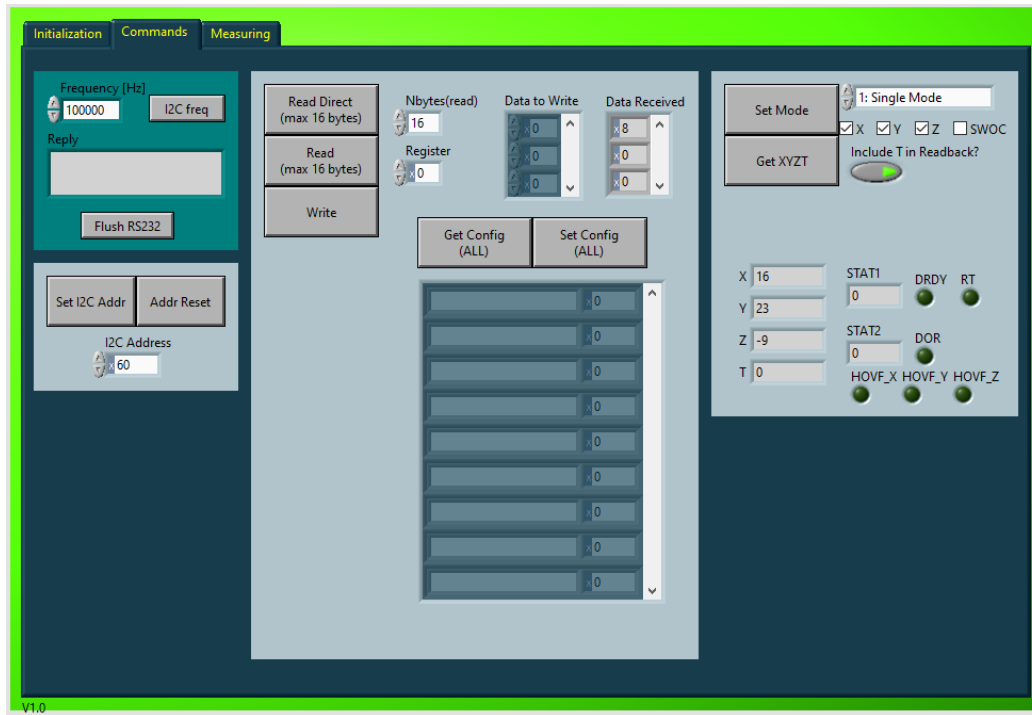 Initialization
Commands
Measuring
Frequency [Hz]
100000
I2C freq
Reply
Flush RS232
Set I2C Addr
Addr Reset
I2C Address
x 60
Read Direct
(max 16 bytes)
Read
(max 16 bytes)
Write
Nbytes(read)
16
Register
x 0
Data to Write
x 0
x 0
x 0
Data Received
x 8
x 0
x 0
Get Config
(ALL)
Set Config
(ALL)
x 0
x 0
x 0
x 0
x 0
x 0
x 0
x 0
x 0
Set Mode
1: Single Mode
X Y Z SWOC
Get XYZT
Include T in Readback?
X 16
Y 23
Z -9
T 0
STAT1
0
DRDY
RT
STAT2
0
DOR
HOVF_X HOVF_Y HOVF_Z
V1.0